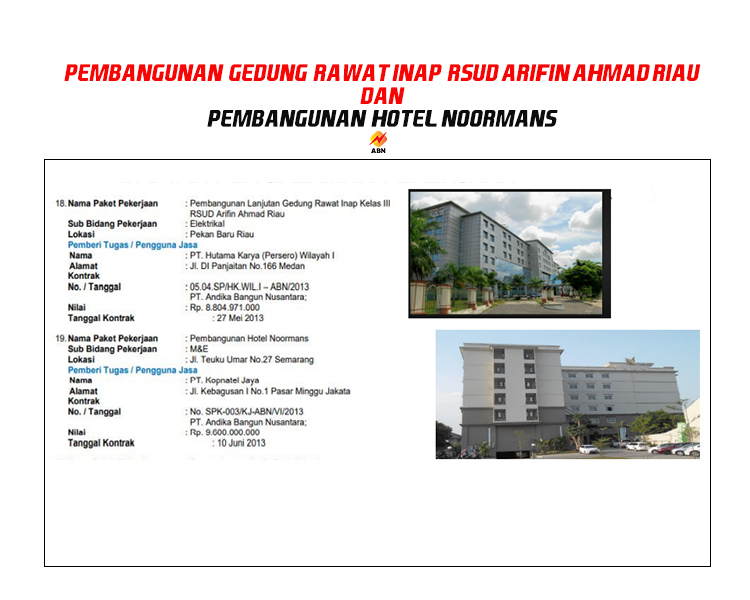 PEMBANGUNAN GEDUNG RAWAT INAP RSUD ARIFIN AHMAD RIAU
DAN
PEMBANGUNAN HOTEL NOORMANS
ABN
18. Nama Paket Pekerjaan : Pembangunan Lanjutan Gedung Rawat Inap Kelas III
RSUD Arifin Ahmad Riau
Sub Bidang Pekerjaan : Elektrikal
Lokasi : Pekan Baru Riau
Pemberi Tugas / Pengguna Jasa
Nama : PT. Hutama Karya (Persero) Wilayah I
Alamat : Jl. DI Panjaitan No.166 Medan
Kontrak
No. / Tanggal : 05.04.SP/HK.WIL.I – ABN/2013
PT. Andika Bangun Nusantara;
Nilai : Rp. 8.804.971.000
Tanggal Kontrak : 27 Mei 2013
19. Nama Paket Pekerjaan : Pembangunan Hotel Noormans
Sub Bidang Pekerjaan : M&E
Lokasi : Jl. Teuku Umar No.27 Semarang
Pemberi Tugas / Pengguna Jasa
Nama : PT. Kopnatel Jaya
Alamat : Jl. Kebagusan I No.1 Pasar Minggu Jakata
Kontrak
No. / Tanggal : No. SPK-003/KJ-ABN/VI/2013
PT. Andika Bangun Nusantara;
Nilai : Rp. 9.600.000.000
Tanggal Kontrak : 10 Juni 2013